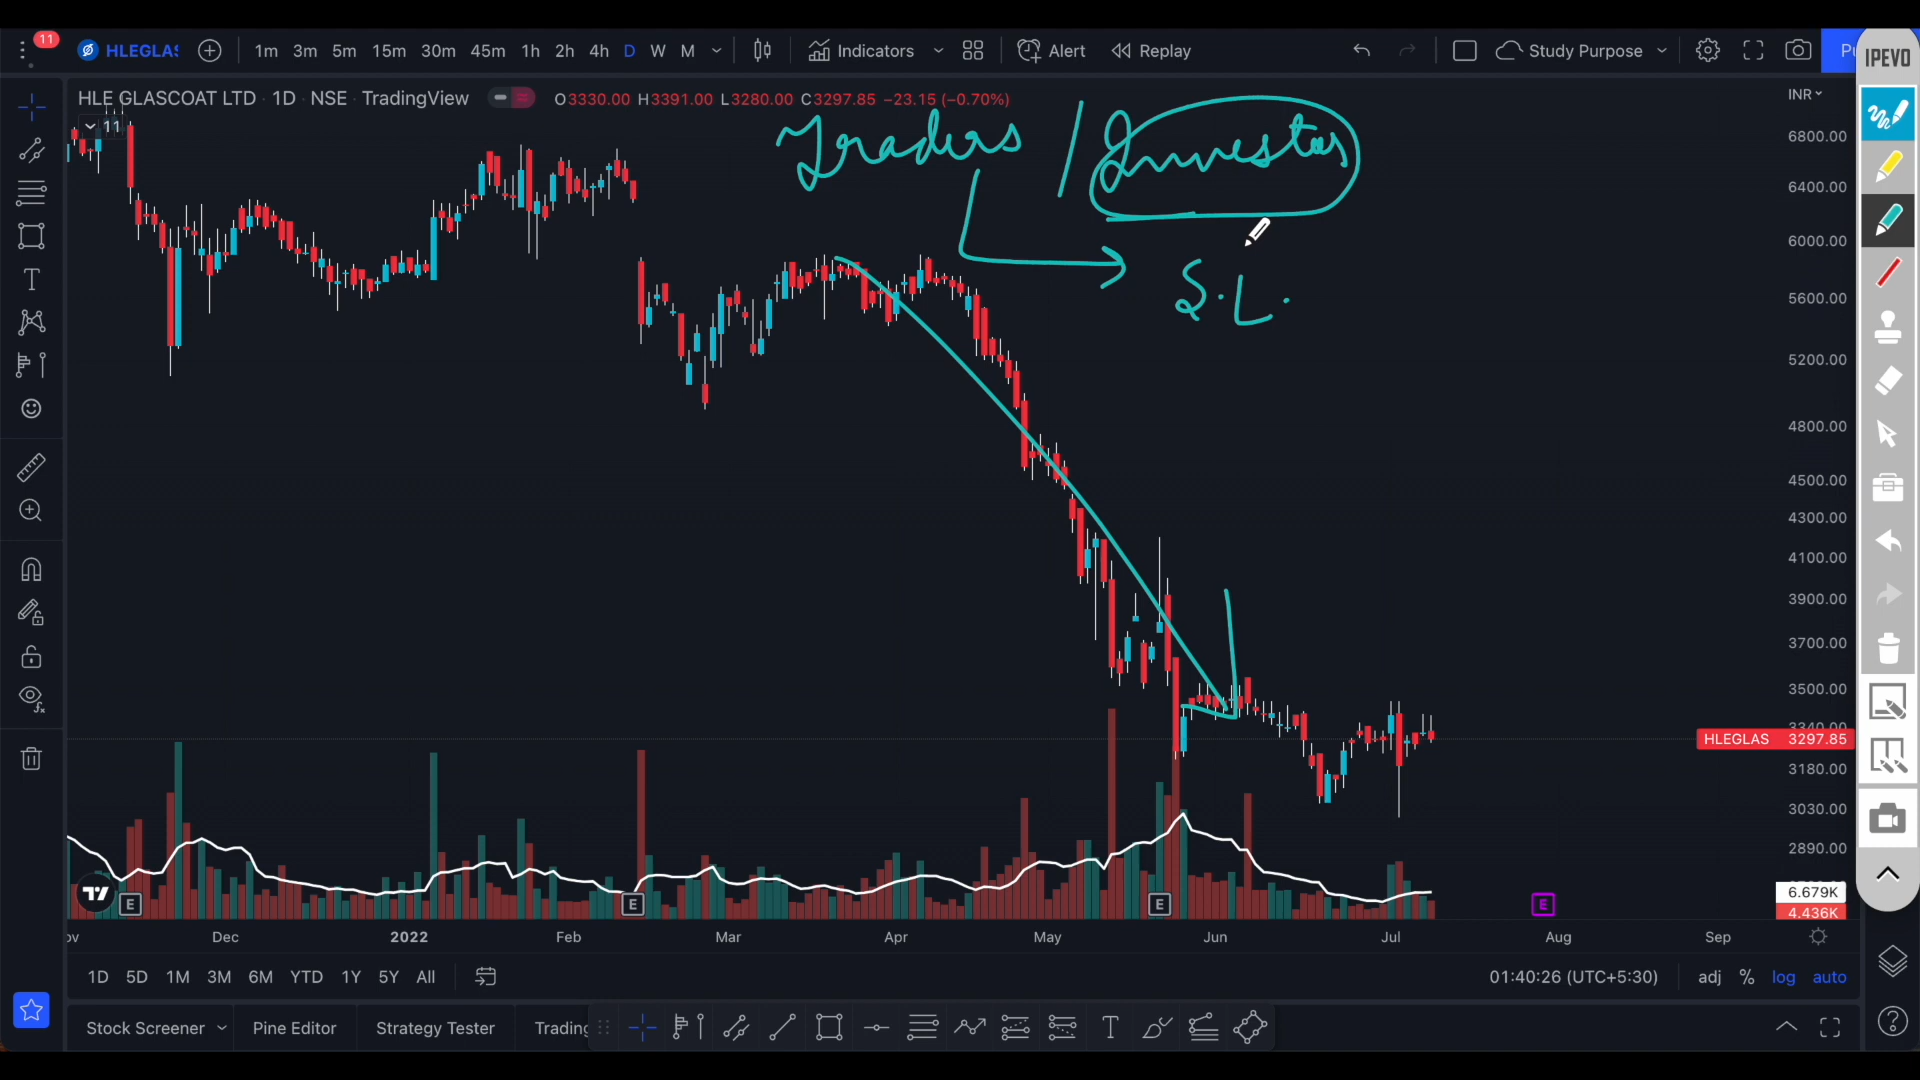 11 HLEGLAS 1m 3m 5m 15m 30m 45m 1h 2h 4h D W M Indicators Alert Replay Study Purpose IPEVO
HLE GLASCOAT LTD · 1D · NSE · TradingView O3330.00 H3391.00 L3280.00 C3297.85 −23.15 (−0.70%) INR
11
Traders / Investors
S.L.
6800.00
6400.00
6000.00
5600.00
5200.00
4800.00
4500.00
4300.00
4100.00
3900.00
3700.00
3500.00
3340.00
HLEGLAS 3297.85
3180.00
3030.00
2890.00
6.679K
E E E E
4.436K
Dec 2022 Feb Mar Apr May Jun Jul Aug Sep
1D 5D 1M 3M 6M YTD 1Y 5Y All 01:40:26 (UTC+5:30) adj % log auto
Stock Screener Pine Editor Strategy Tester Trading